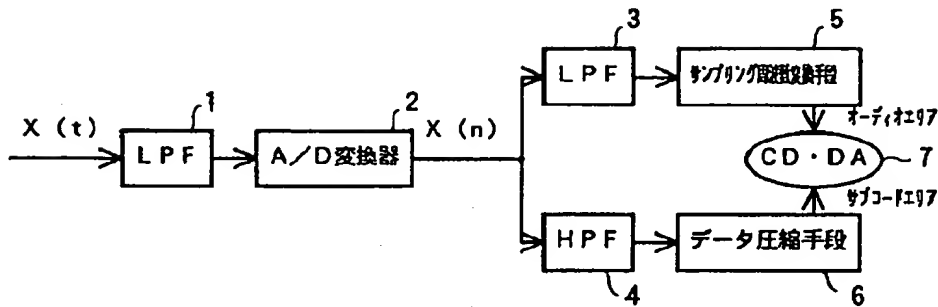 X (t)
1
LPF
2
A/D変換器
X (n)
3
LPF
5
サンプリング周波数変換手段
オーディオエリア
CD・DA
7
サブコードエリア
4
HPF
6
データ圧縮手段